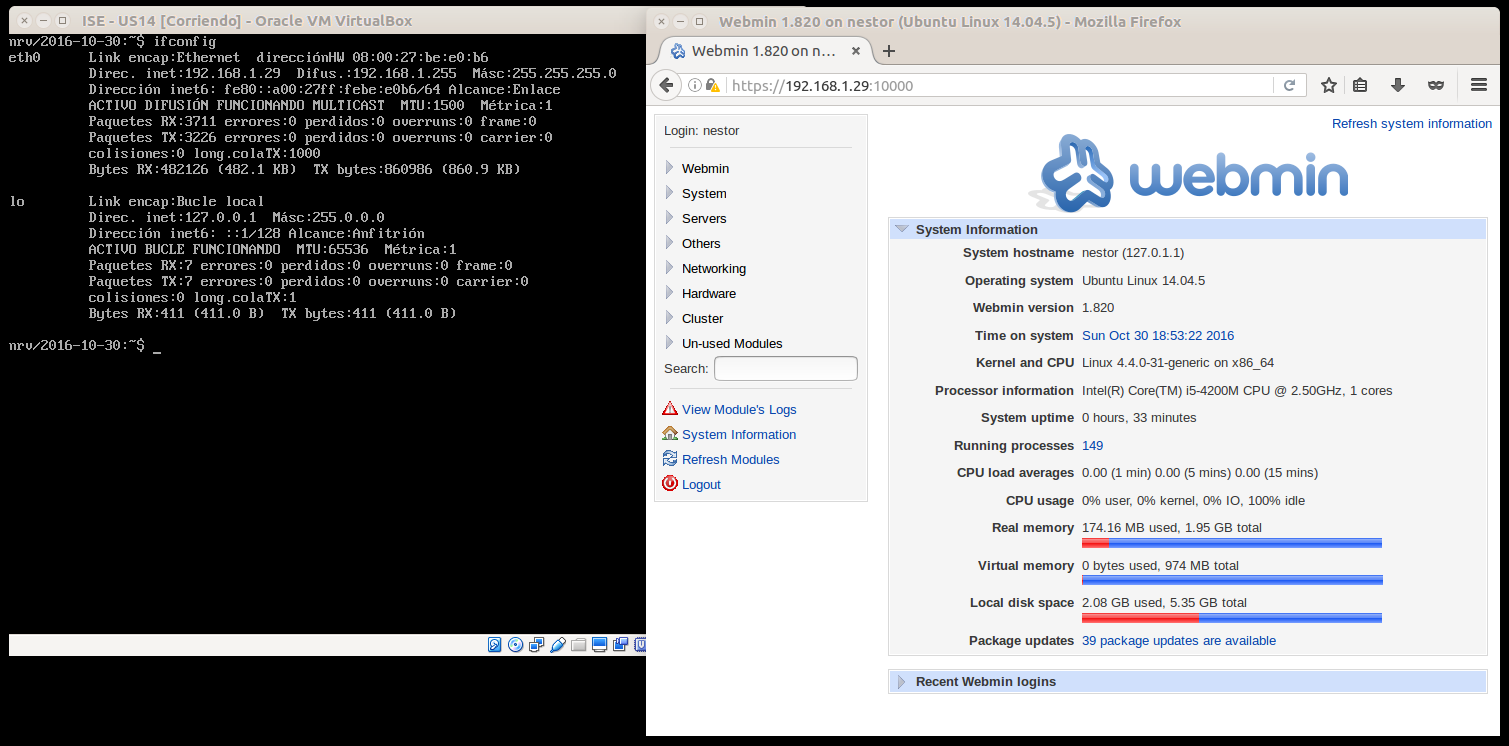 ISE - US14 [Corriendo] - Oracle VM VirtualBox
nrv/2016-10-30:~$ ifconfig
eth0 Link encap:Ethernet direcciónHW 08:00:27:be:e0:b6
Direc. inet:192.168.1.29 Difus.:192.168.1.255 Másc:255.255.255.0
Dirección inet6: fe80::a00:27ff:febe:e0b6/64 Alcance:Enlace
ACTIVO DIFUSIÓN FUNCIONANDO MULTICAST MTU:1500 Métrica:1
Paquetes RX:3711 errores:0 perdidos:0 overruns:0 frame:0
Paquetes TX:3226 errores:0 perdidos:0 overruns:0 carrier:0
colisiones:0 long.colaTX:1000
Bytes RX:482126 (482.1 KB) TX bytes:860986 (860.9 KB)
lo Link encap:Bucle local
Direc. inet:127.0.0.1 Másc:255.0.0.0
Dirección inet6: ::1/128 Alcance:Anfitrión
ACTIVO BUCLE FUNCIONANDO MTU:65536 Métrica:1
Paquetes RX:7 errores:0 perdidos:0 overruns:0 frame:0
Paquetes TX:7 errores:0 perdidos:0 overruns:0 carrier:0
colisiones:0 long.colaTX:1
Bytes RX:411 (411.0 B) TX bytes:411 (411.0 B)
nrv/2016-10-30:~$ _
Webmin 1.820 on nestor (Ubuntu Linux 14.04.5) - Mozilla Firefox
Webmin 1.820 on n...
https://192.168.1.29:10000
Login: nestor
Webmin
System
Servers
Others
Networking
Hardware
Cluster
Un-used Modules
Search:
View Module's Logs
System Information
Refresh Modules
Logout
Refresh system information
webmin
System Information
System hostname nestor (127.0.1.1)
Operating system Ubuntu Linux 14.04.5
Webmin version 1.820
Time on system Sun Oct 30 18:53:22 2016
Kernel and CPU Linux 4.4.0-31-generic on x86_64
Processor information Intel(R) Core(TM) i5-4200M CPU @ 2.50GHz, 1 cores
System uptime 0 hours, 33 minutes
Running processes 149
CPU load averages 0.00 (1 min) 0.00 (5 mins) 0.00 (15 mins)
CPU usage 0% user, 0% kernel, 0% IO, 100% idle
Real memory 174.16 MB used, 1.95 GB total
Virtual memory 0 bytes used, 974 MB total
Local disk space 2.08 GB used, 5.35 GB total
Package updates 39 package updates are available
Recent Webmin logins